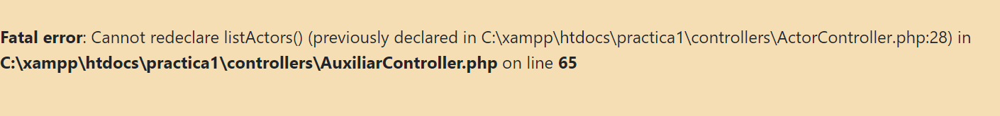 Fatal error: Cannot redeclare listActors() (previously declared in C:\xampp\htdocs\practica1\controllers\ActorController.php:28) in
C:\xampp\htdocs\practica1\controllers\AuxiliarController.php on line 65